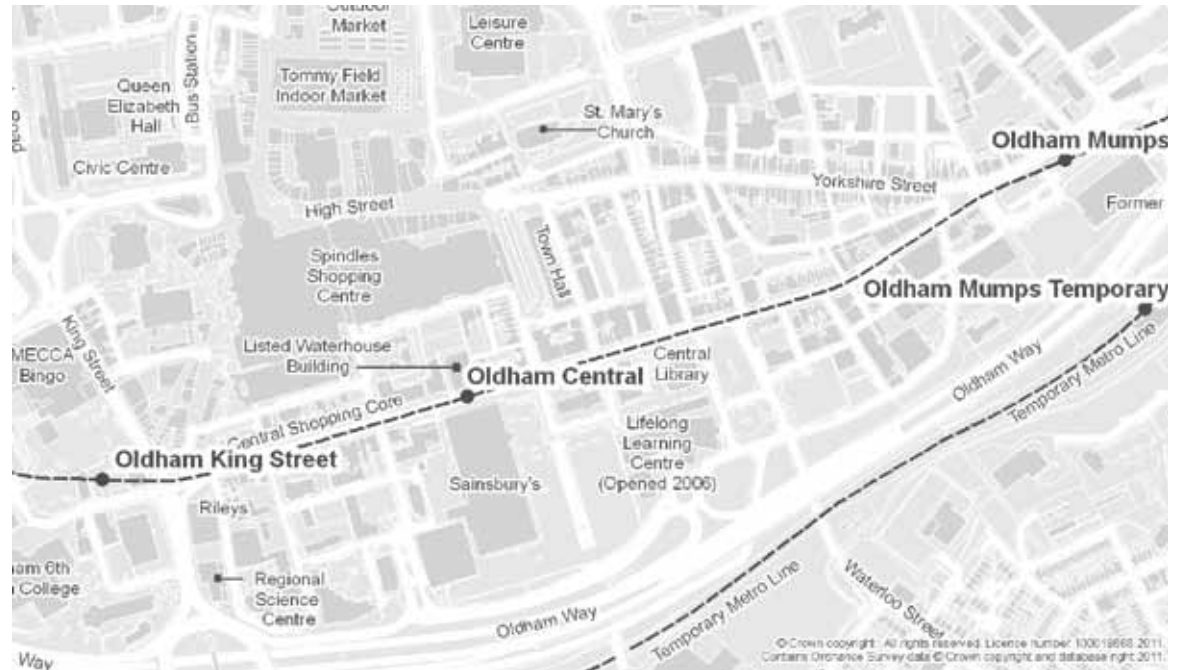 Outdoor
Market
Leisure
Centre
Bus Station
Queen
Elizabeth
Hall
Tommy Field
Indoor Market
St. Mary's
Church
Oldham Mumps
Road
Civic Centre
Yorkshire Street
High Street
Former
Town Hall
Spindles
Shopping
Centre
Oldham Mumps Temporary
King Street
MECCA
Bingo
Listed Waterhouse
Building
Central
Library
Oldham Way
Temporary Metro Line
Oldham Central
Central Shopping Core
Lifelong
Learning
Centre
(Opened 2006)
Oldham King Street
Sainsbury's
Rileys
ham 6th
College
Regional
Science
Centre
Oldham Way
Temporary Metro Line
Waterloo Street
Way
© Crown copyright. All rights reserved. Licence number 100019668 2011.
Contains Ordnance Survey data © Crown copyright and database right 2011.